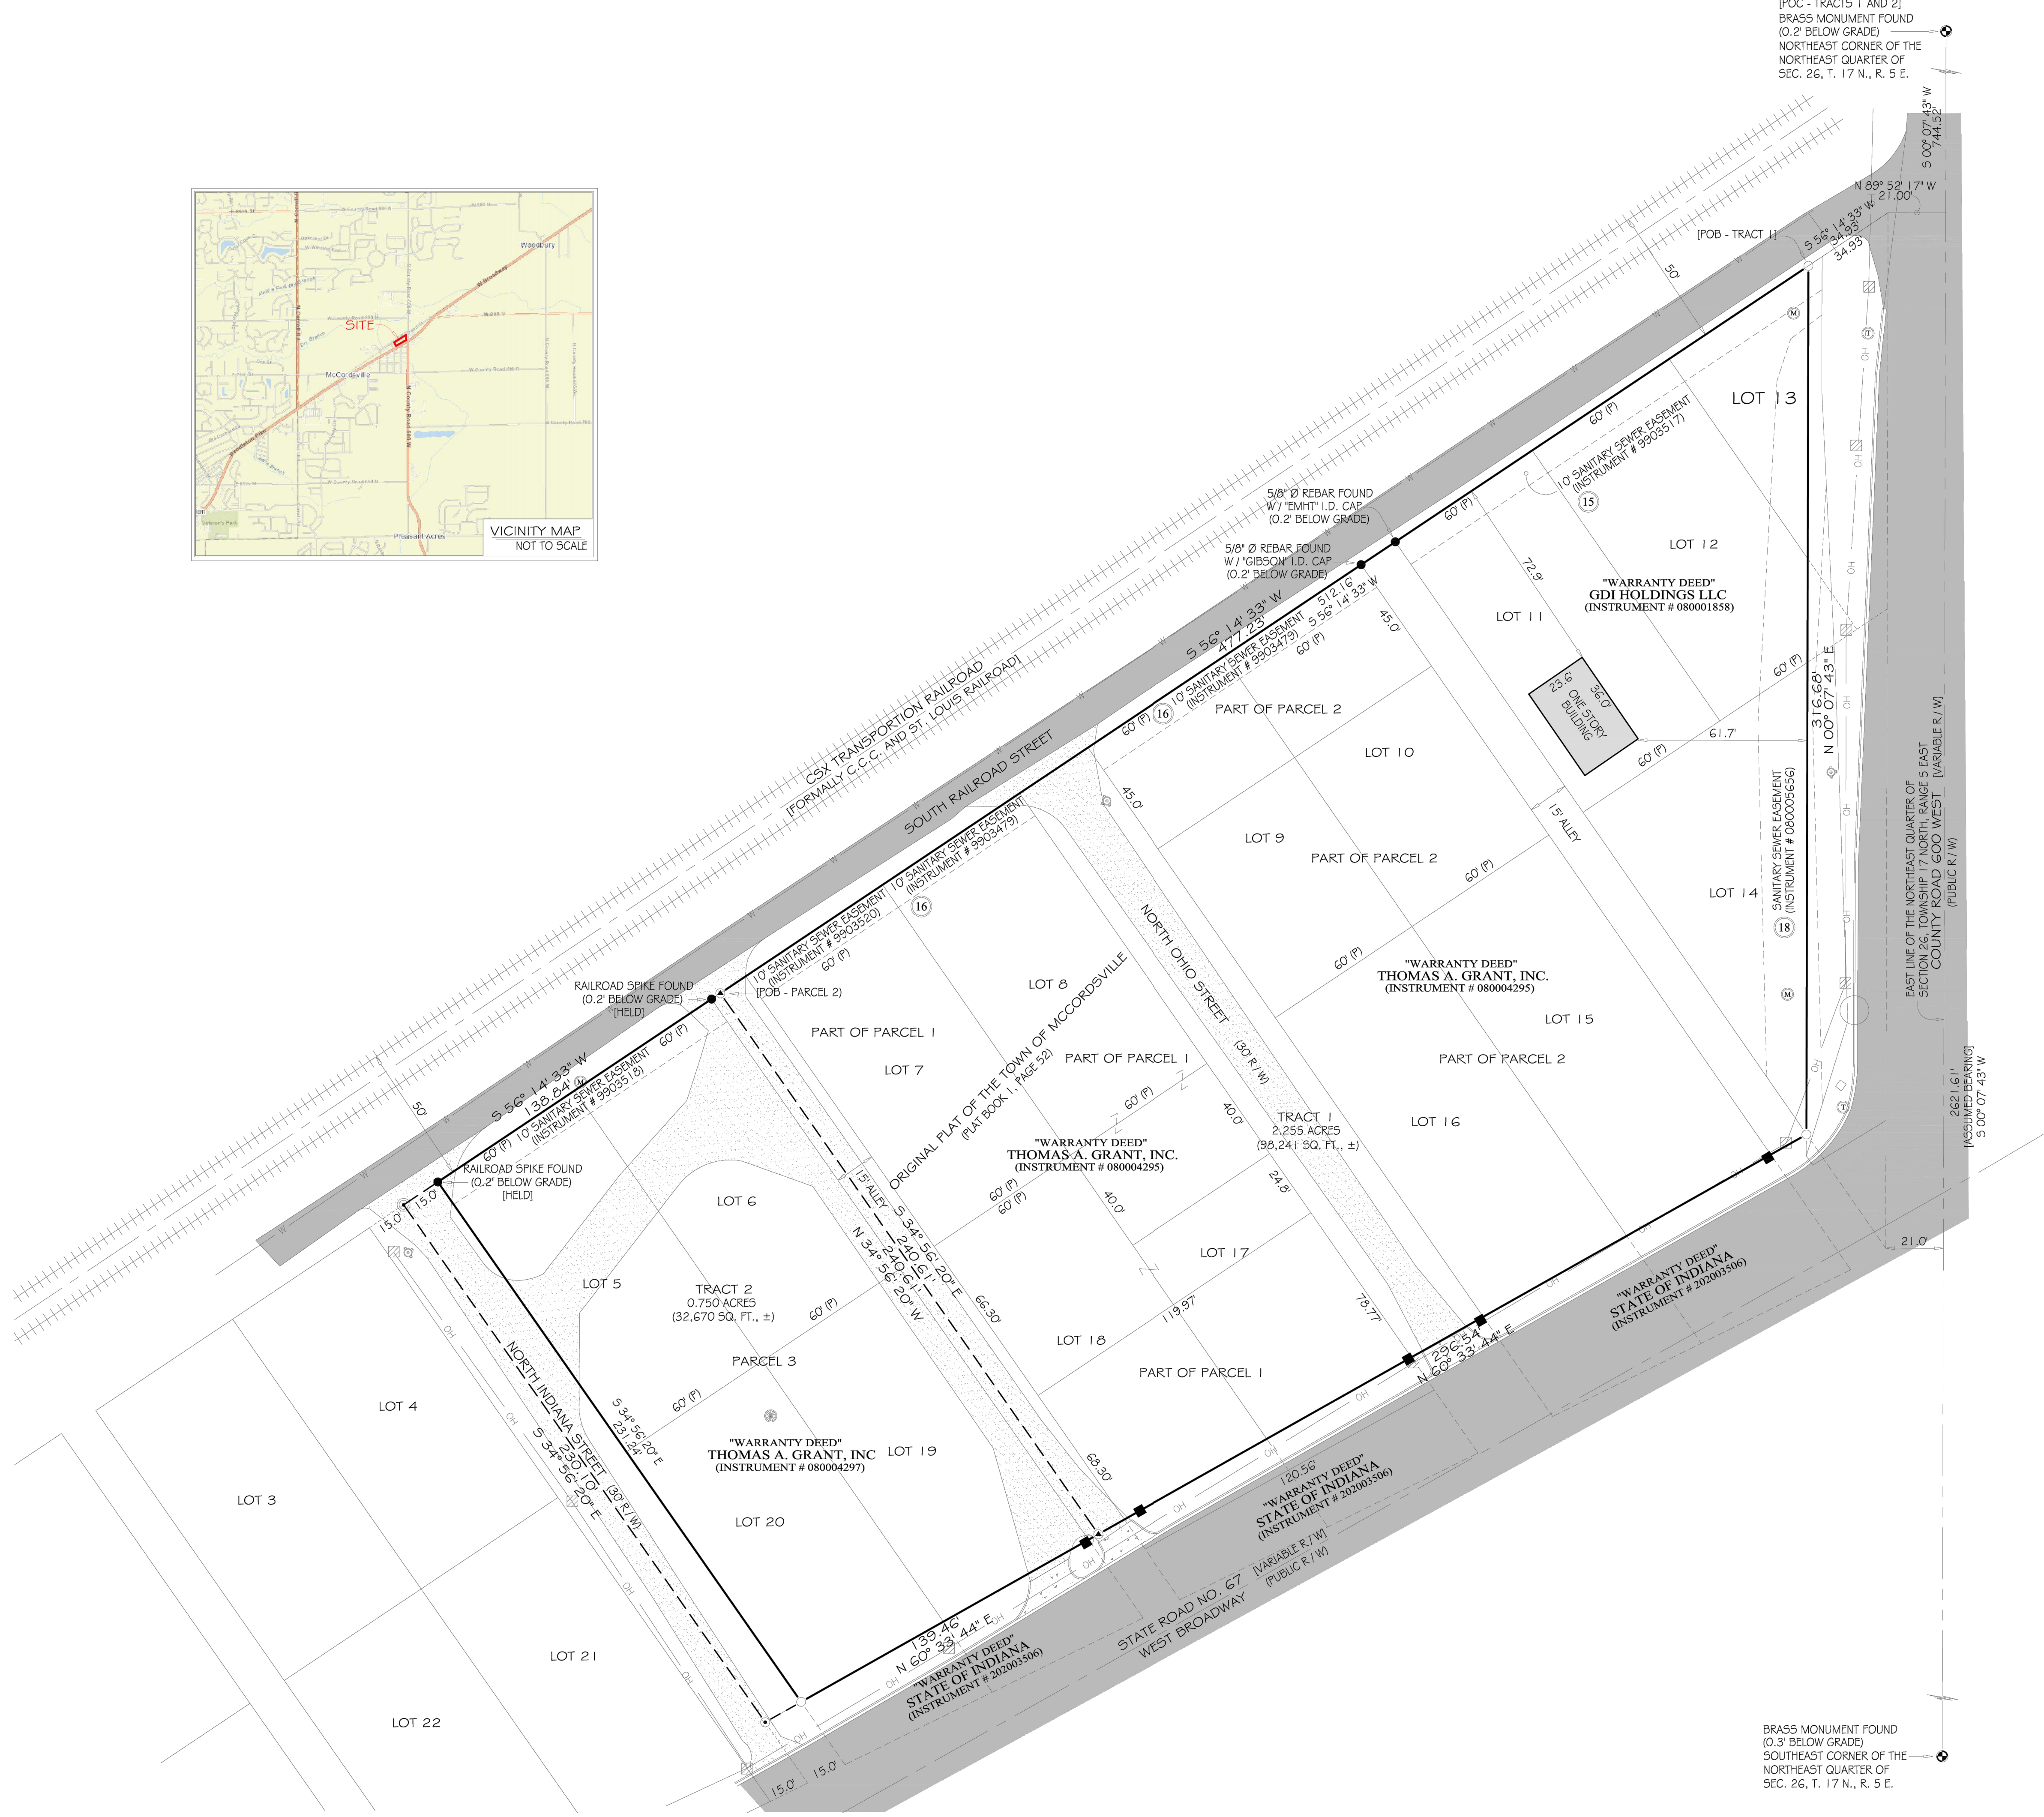 [POC - TRACTS 1 AND 2]
BRASS MONUMENT FOUND
(0.2' BELOW GRADE)
NORTHEAST CORNER OF THE
NORTHEAST QUARTER OF
SEC. 26, T. 17 N., R. 5 E.
S 00° 07' 43" W
744.52'
N 89° 52' 17" W
21.00'
S 56° 14' 33" W
34.93'
34.93'
[POB - TRACT 1]
50'
Woodbury
W Broadway
SITE
McCordsville
Pleasant Acres
VICINITY MAP
NOT TO SCALE
LOT 13
60' (P)
10' SANITARY SEWER EASEMENT
(INSTRUMENT # 9903517)
15
60' (P)
5/8" Ø REBAR FOUND
W / "EMHT" I.D. CAP
(0.2' BELOW GRADE)
5/8" Ø REBAR FOUND
W / "GIBSON" I.D. CAP
(0.2' BELOW GRADE)
LOT 12
"WARRANTY DEED"
GDI HOLDINGS LLC
(INSTRUMENT # 080001858)
72.9'
LOT 11
45.0'
512.16'
S 56° 14' 33" W
S 56° 14' 33" W
477.23'
10' SANITARY SEWER EASEMENT
(INSTRUMENT # 9903479)
60' (P)
60' (P)
16
23.6'
36.0'
ONE STORY
BUILDING
60' (P)
60' (P)
61.7'
316.68'
N 00° 07' 43" E
CSX TRANSPORTION RAILROAD
[FORMALLY C.C.C. AND ST. LOUIS RAILROAD]
SOUTH RAILROAD STREET
PART OF PARCEL 2
LOT 10
45.0'
15' ALLEY
LOT 9
PART OF PARCEL 2
60' (P)
60' (P)
LOT 14
SANITARY SEWER EASEMENT
(INSTRUMENT # 080005656)
18
EAST LINE OF THE NORTHEAST QUARTER OF
SECTION 26, TOWNSHIP 17 NORTH, RANGE 5 EAST
COUNTY ROAD 600 WEST [VARIABLE R / W]
(PUBLIC R / W)
10' SANITARY SEWER EASEMENT
(INSTRUMENT # 9903479)
16
10' SANITARY SEWER EASEMENT
(INSTRUMENT # 9903520)
60' (P)
NORTH OHIO STREET
(30' R / W)
"WARRANTY DEED"
THOMAS A. GRANT, INC.
(INSTRUMENT # 080004295)
RAILROAD SPIKE FOUND
(0.2' BELOW GRADE)
[HELD]
[POB - PARCEL 2)
LOT 8
LOT 15
PART OF PARCEL 1
PART OF PARCEL 1
PART OF PARCEL 2
LOT 7
ORIGINAL PLAT OF THE TOWN OF MCCORDSVILLE
(PLAT BOOK 1, PAGE 52)
60' (P)
S 56° 14' 33" W
138.84'
60' (P)
60' (P)
10' SANITARY SEWER EASEMENT
(INSTRUMENT # 9903518)
50'
40.0'
TRACT 1
2.255 ACRES
(98,241 SQ. FT., ±)
LOT 16
"WARRANTY DEED"
THOMAS A. GRANT, INC.
(INSTRUMENT # 080004295)
60' (P)
60' (P)
40.0'
24.8'
2621.61'
[ASSUMED BEARING]
S 00° 07' 43" W
RAILROAD SPIKE FOUND
(0.2' BELOW GRADE)
[HELD]
15.0'
15.0'
15' ALLEY
LOT 6
S 34° 56' 20" E
240.61'
240.61'
N 34° 56' 20" W
66.30'
LOT 17
21.0'
LOT 5
TRACT 2
0.750 ACRES
(32,670 SQ. FT., ±)
60' (P)
119.97'
78.77'
LOT 18
PARCEL 3
PART OF PARCEL 1
60' (P)
296.54'
N 60° 33' 44" E
"WARRANTY DEED"
STATE OF INDIANA
(INSTRUMENT # 202003506)
NORTH INDIANA STREET
(30' R / W)
230.10'
S 34° 56' 20" E
S 34° 56' 20" E
231.24'
LOT 4
"WARRANTY DEED"
THOMAS A. GRANT, INC
(INSTRUMENT # 080004297)
LOT 19
68.30'
120.56'
"WARRANTY DEED"
STATE OF INDIANA
(INSTRUMENT # 202003506)
LOT 3
LOT 20
STATE ROAD NO. 67 [VARIABLE R / W]
WEST BROADWAY (PUBLIC R / W)
139.46'
N 60° 33' 44" E
"WARRANTY DEED"
STATE OF INDIANA
(INSTRUMENT # 202003506)
LOT 21
LOT 22
15.0'
15.0'
BRASS MONUMENT FOUND
(0.3' BELOW GRADE)
SOUTHEAST CORNER OF THE
NORTHEAST QUARTER OF
SEC. 26, T. 17 N., R. 5 E.